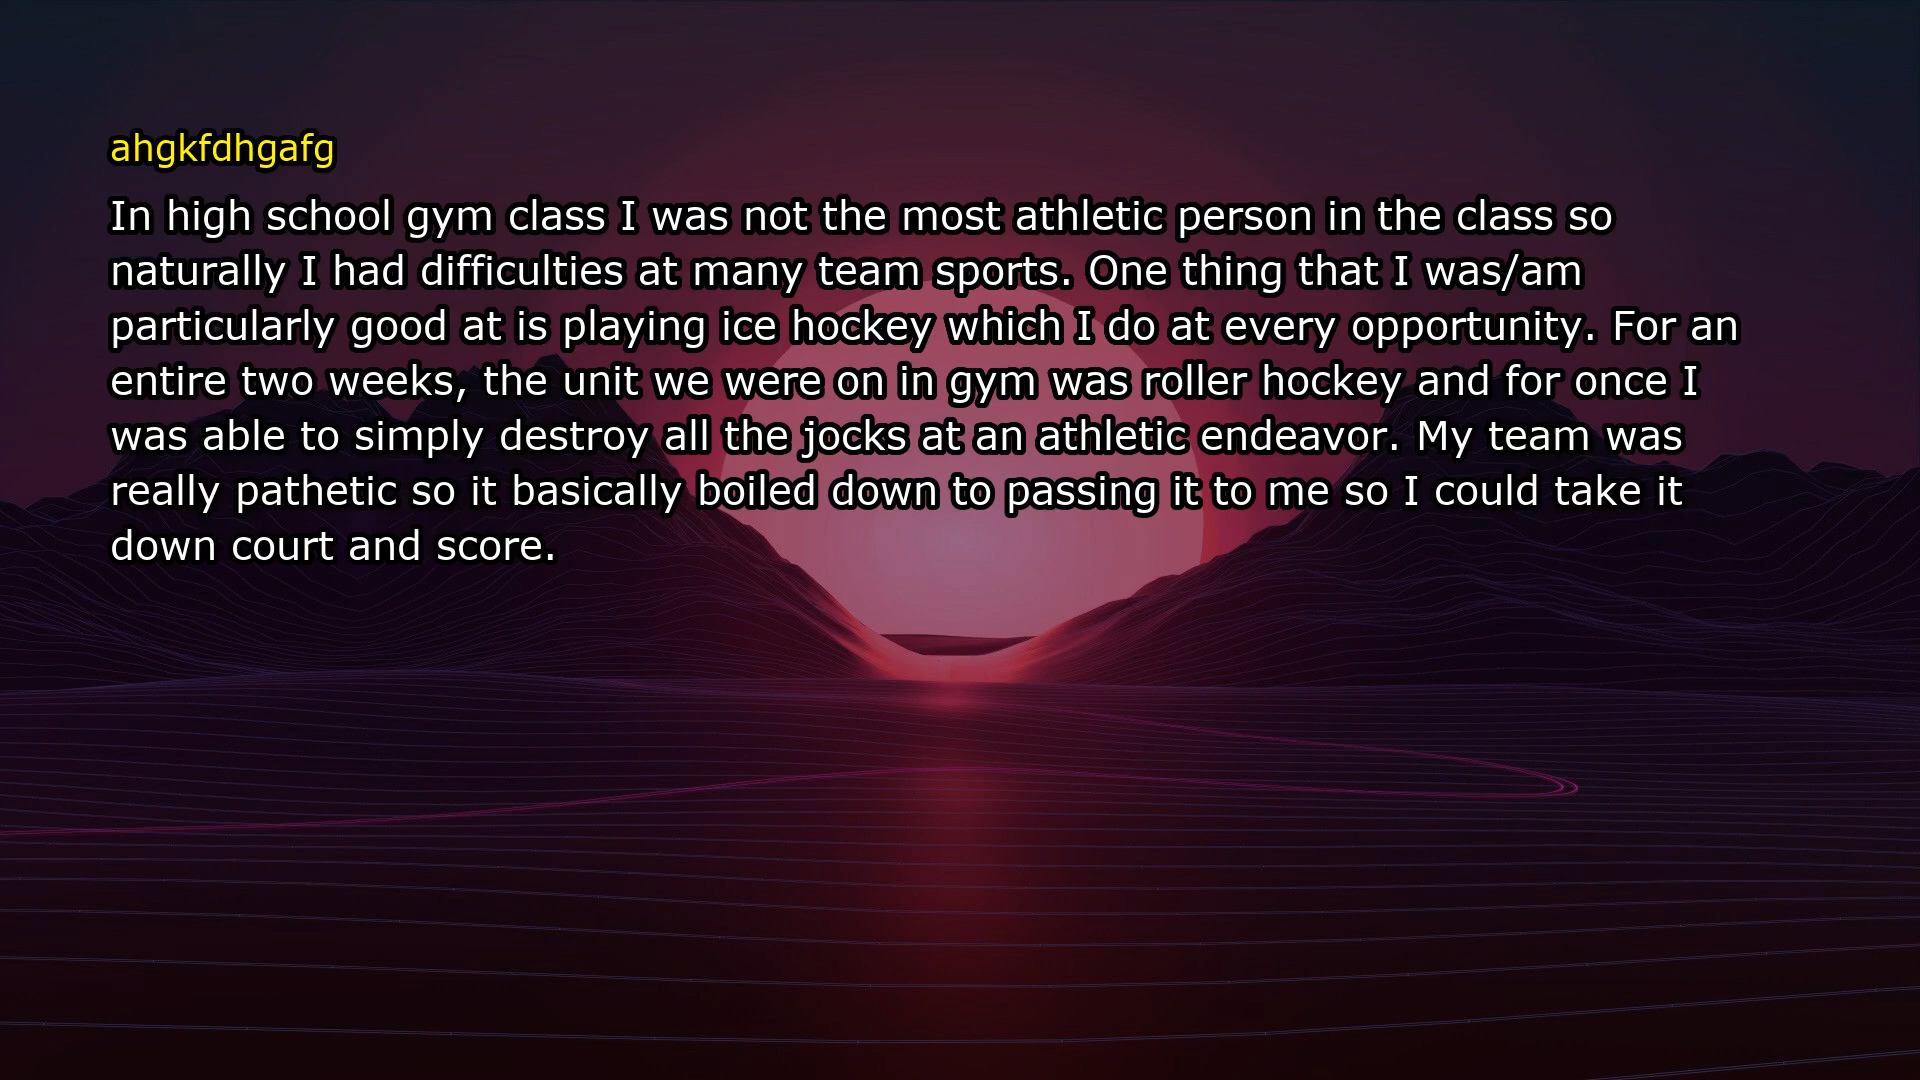 ahgkfdhgafg
In high school gym class I was not the most athletic person in the class so
naturally I had difficulties at many team sports. One thing that I was/am
particularly good at is playing ice hockey which I do at every opportunity. For an
entire two weeks, the unit we were on in gym was roller hockey and for once I
was able to simply destroy all the jocks at an athletic endeavor. My team was
really pathetic so it basically boiled down to passing it to me so I could take it
down court and score.